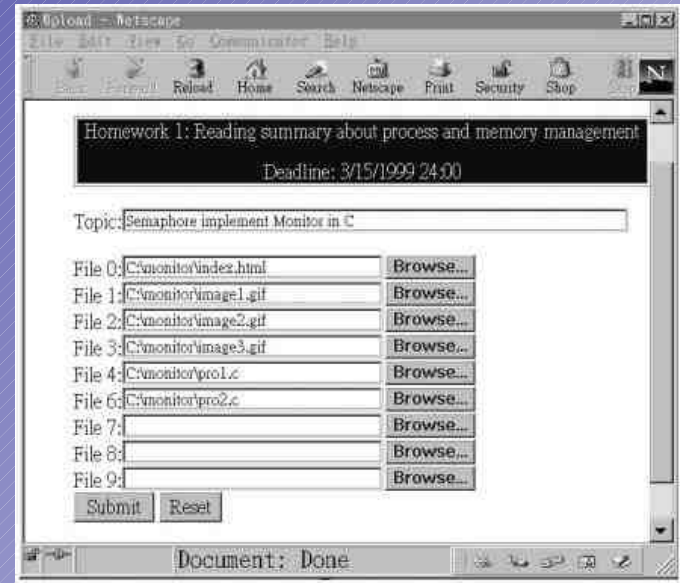 Upload - Netscape
File Edit View Go Communicator Help
Back Forward Reload Home Search Netscape Print Security Shop Stop
N
Homework 1: Reading summary about process and memory management
Deadline: 3/15/1999 24:00
Topic: Semaphore implement Monitor in C
File 0: C:\monitor\index.html Browse...
File 1: C:\monitor\image1.gif Browse...
File 2: C:\monitor\image2.gif Browse...
File 3: C:\monitor\image3.gif Browse...
File 4: C:\monitor\pro1.c Browse...
File 6: C:\monitor\pro2.c Browse...
File 7: Browse...
File 8: Browse...
File 9: Browse...
Submit Reset
Document: Done